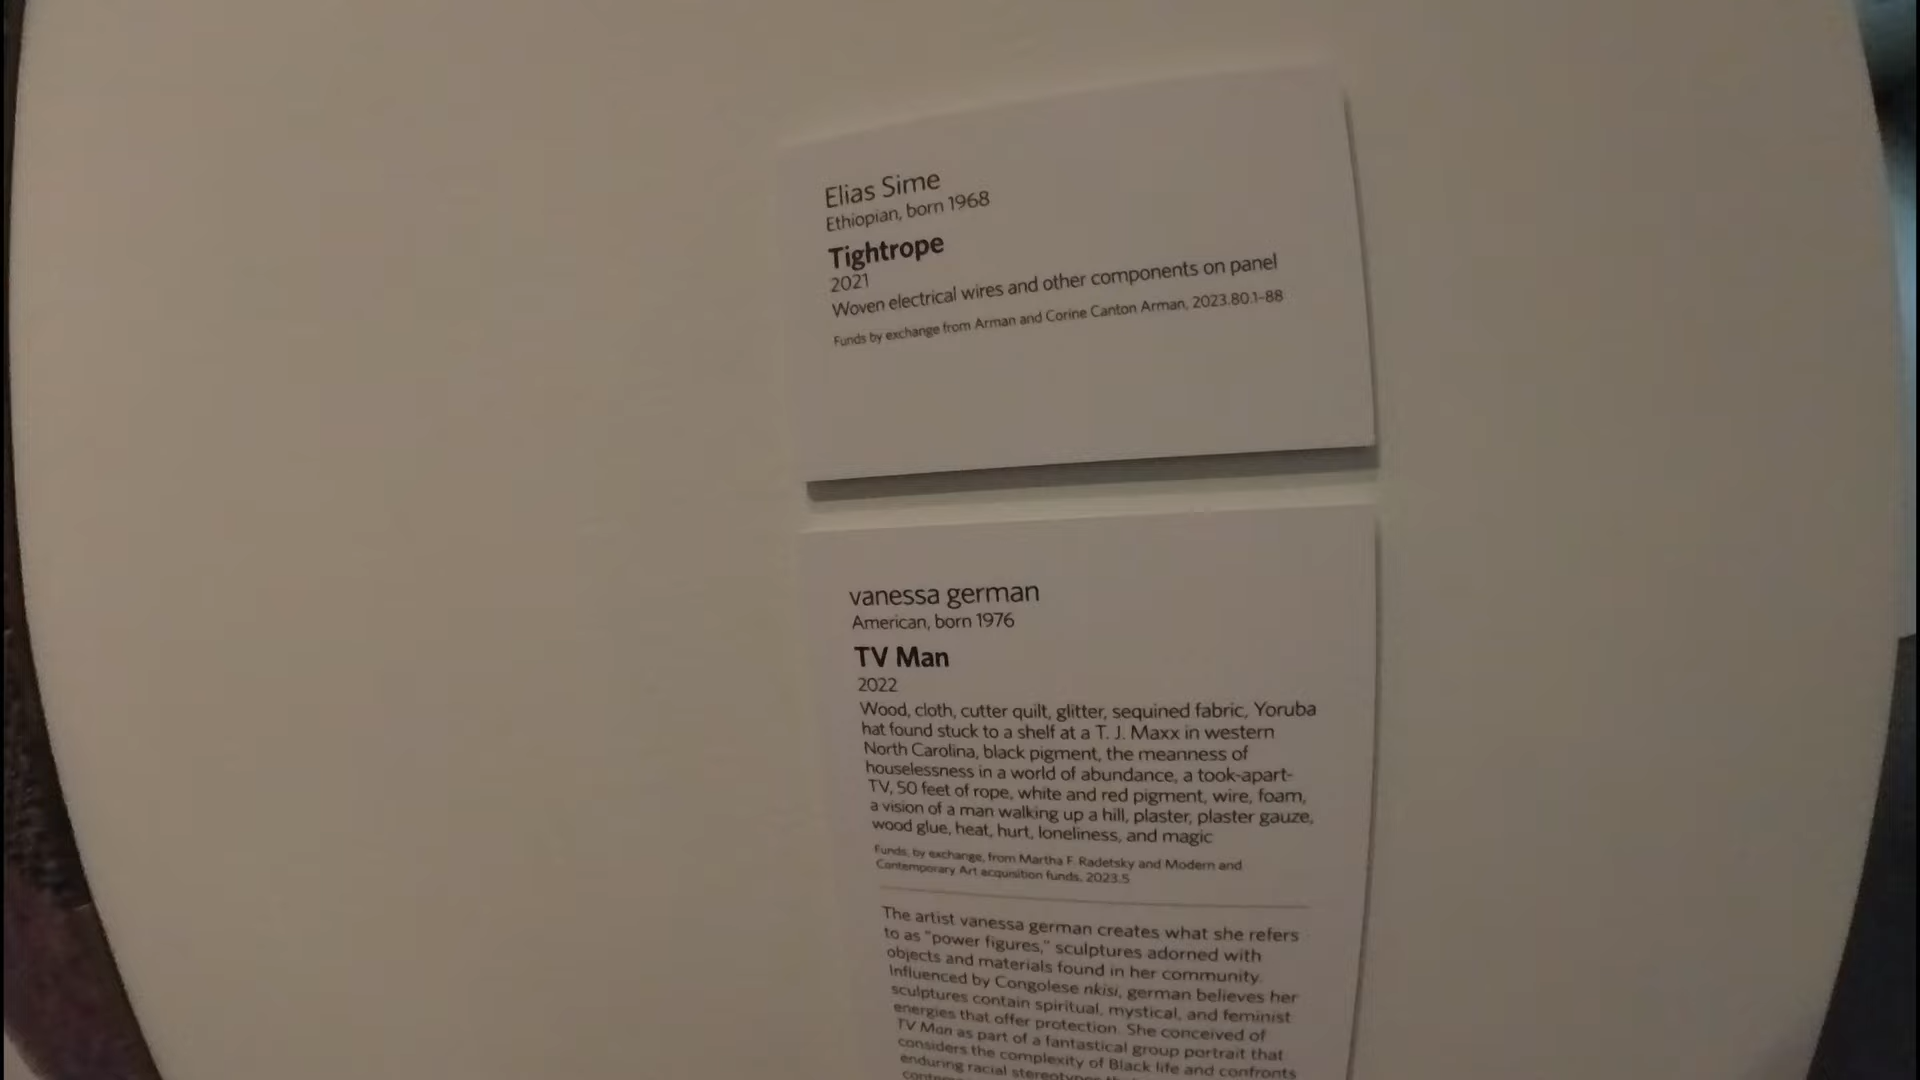 Elias Sime
Ethiopian, born 1968
Tightrope
2021
Woven electrical wires and other components on panel
Funds by exchange from Arman and Corine Canton Arman, 2023.80.1–88
vanessa german
American, born 1976
TV Man
2022
Wood, cloth, cutter quilt, glitter, sequined fabric, Yoruba
hat found stuck to a shelf at a T. J. Maxx in western
North Carolina, black pigment, the meanness of
houselessness in a world of abundance, a took-apart-
TV, 50 feet of rope, white and red pigment, wire, foam,
a vision of a man walking up a hill, plaster, plaster gauze,
wood glue, heat, hurt, loneliness, and magic
Funds, by exchange, from Martha F. Radetsky and Modern and
Contemporary Art acquisition funds, 2023.5
The artist vanessa german creates what she refers
to as “power figures,” sculptures adorned with
objects and materials found in her community.
Influenced by Congolese nkisi, german believes her
sculptures contain spiritual, mystical, and feminist
energies that offer protection. She conceived of
TV Man as part of a fantastical group portrait that
considers the complexity of Black life and confronts
enduring racial stereotypes